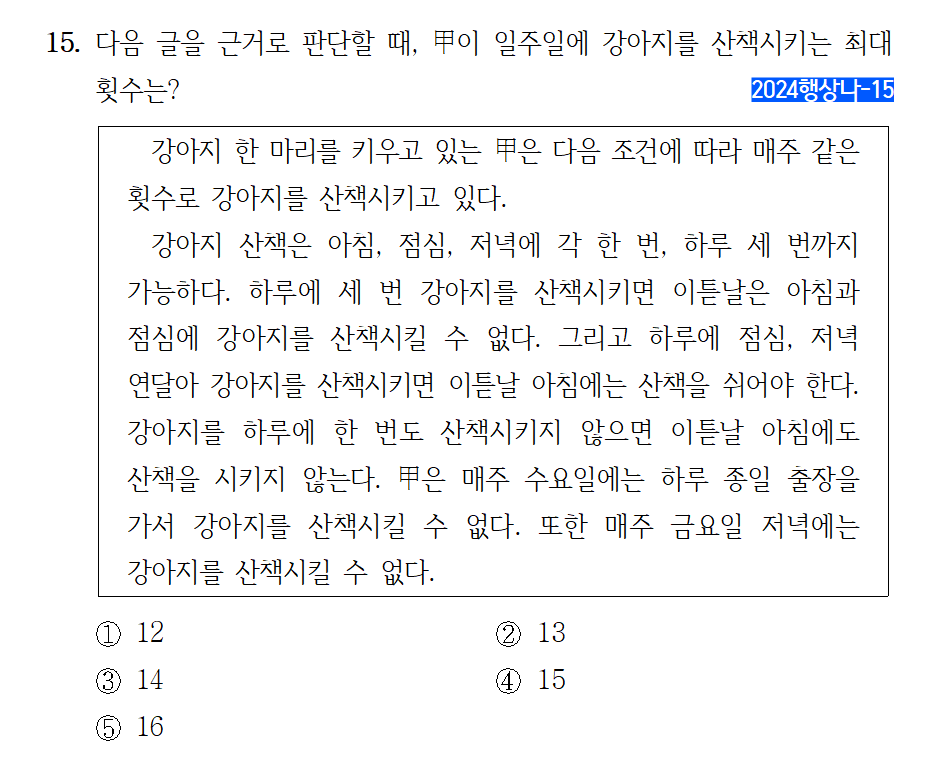 15. 다음 글을 근거로 판단할 때, 甲이 일주일에 강아지를 산책시키는 최대
횟수는?
2024행상나-15
강아지 한 마리를 키우고 있는 甲은 다음 조건에 따라 매주 같은
횟수로 강아지를 산책시키고 있다.
강아지 산책은 아침, 점심, 저녁에 각 한 번, 하루 세 번까지
가능하다. 하루에 세 번 강아지를 산책시키면 이튿날은 아침과
점심에 강아지를 산책시킬 수 없다. 그리고 하루에 점심, 저녁
연달아 강아지를 산책시키면 이튿날 아침에는 산책을 쉬어야 한다.
강아지를 하루에 한 번도 산책시키지 않으면 이튿날 아침에도
산책을 시키지 않는다. 甲은 매주 수요일에는 하루 종일 출장을
가서 강아지를 산책시킬 수 없다. 또한 매주 금요일 저녁에는
강아지를 산책시킬 수 없다.
① 12
② 13
③ 14
④ 15
⑤ 16